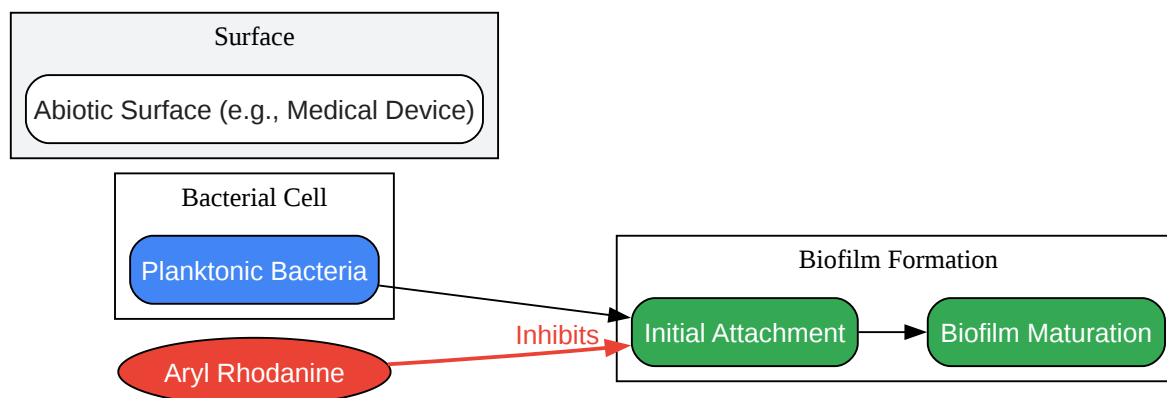 Surface
Abiotic Surface (e.g., Medical Device)
Bacterial Cell
Planktonic Bacteria
Biofilm Formation
Initial Attachment
Biofilm Maturation
Inhibits
Aryl Rhodanine